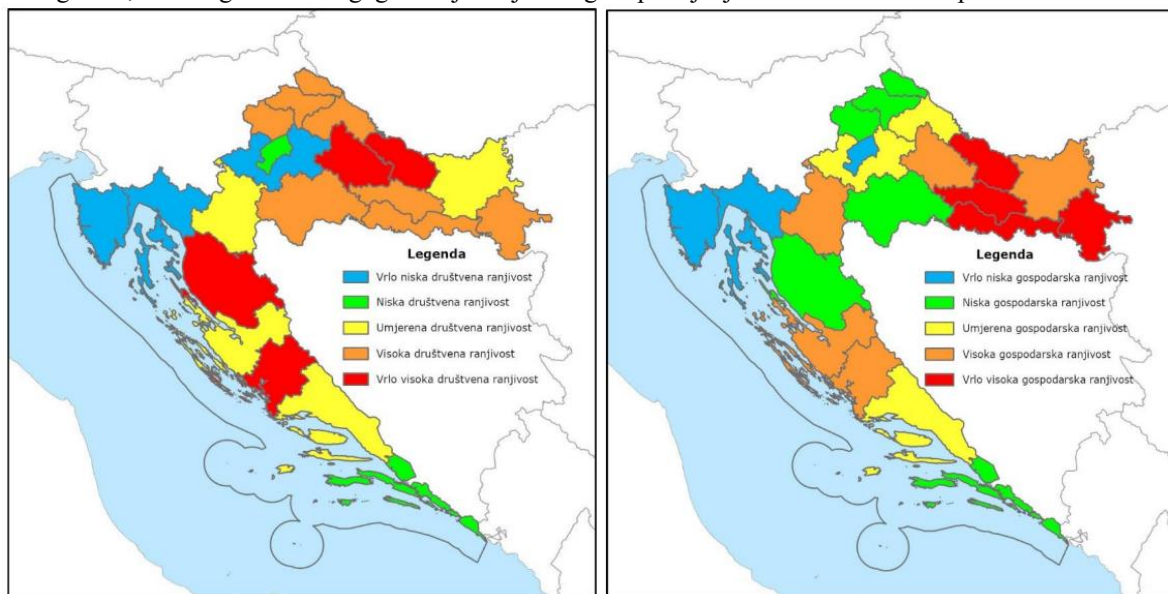 Legenda
Vrlo niska društvena ranjivost
Niska društvena ranjivost
Umjerena društvena ranjivost
Visoka društvena ranjivost
Vrlo visoka društvena ranjivost
Legenda
Vrlo niska gospodarska ranjivost
Niska gospodarska ranjivost
Umjerena gospodarska ranjivost
Visoka gospodarska ranjivost
Vrlo visoka gospodarska ranjivost